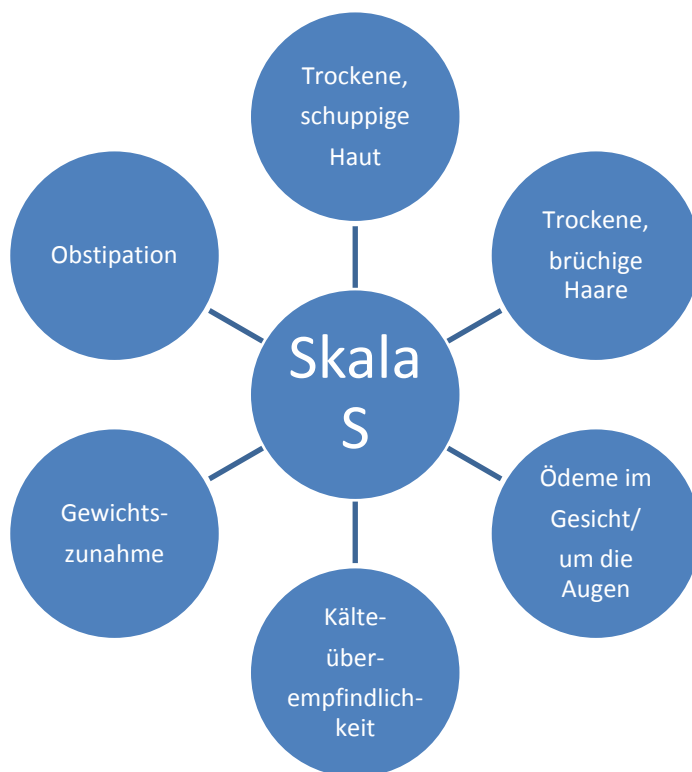 Trockene,
schuppige
Haut
Trockene,
brüchige
Haare
Obstipation
Skala
S
Ödeme im
Gesicht/
um die
Augen
Gewichts-
zunahme
Kälte-
über-
empfindlich-
keit